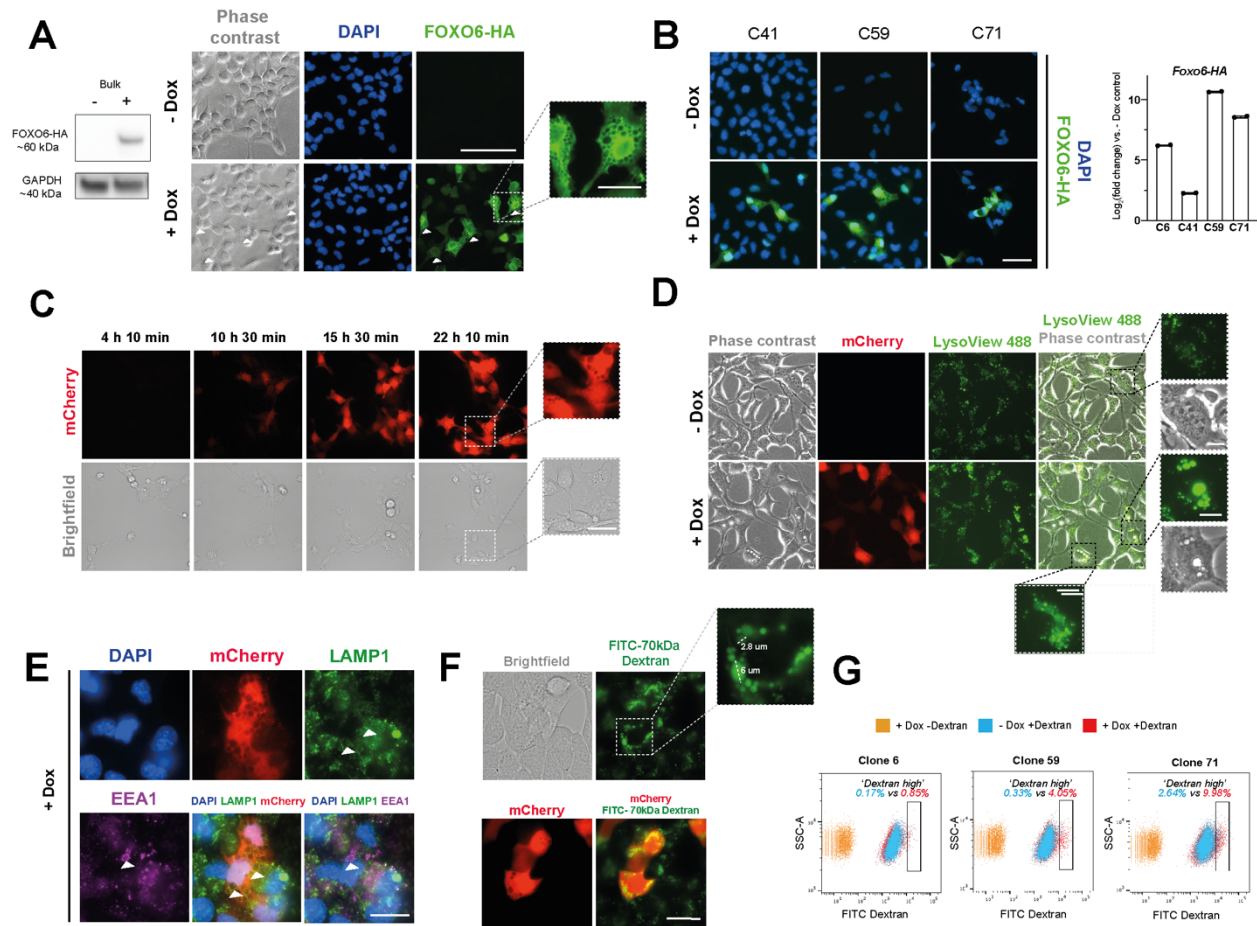 A
Phase
contrast
DAPI
FOXO6-HA
Bulk
- +
FOXO6-HA
~60 kDa
GAPDH
~40 kDa
- Dox
+ Dox
B
C41 C59 C71
- Dox
+ Dox
DAPI
FOXO6-HA
Foxo6-HA
Log₂(fold change) vs. - Dox control
10
5
0
C6 C41 C59 C71
C
4 h 10 min 10 h 30 min 15 h 30 min 22 h 10 min
mCherry
Brightfield
D
Phase contrast mCherry LysoView 488
LysoView 488
Phase contrast
- Dox
+ Dox
E
DAPI mCherry LAMP1
+ Dox
EEA1
DAPI LAMP1 mCherry
DAPI LAMP1 EEA1
F
Brightfield
FITC-70kDa
Dextran
2.8 um
5 um
mCherry
mCherry
FITC- 70kDa Dextran
G
+ Dox -Dextran - Dox +Dextran + Dox +Dextran
Clone 6
'Dextran high'
0.17% vs 0.85%
SSC-A
FITC Dextran
Clone 59
'Dextran high'
0.33% vs 4.05%
SSC-A
FITC Dextran
Clone 71
'Dextran high'
2.64% vs 9.98%
SSC-A
FITC Dextran